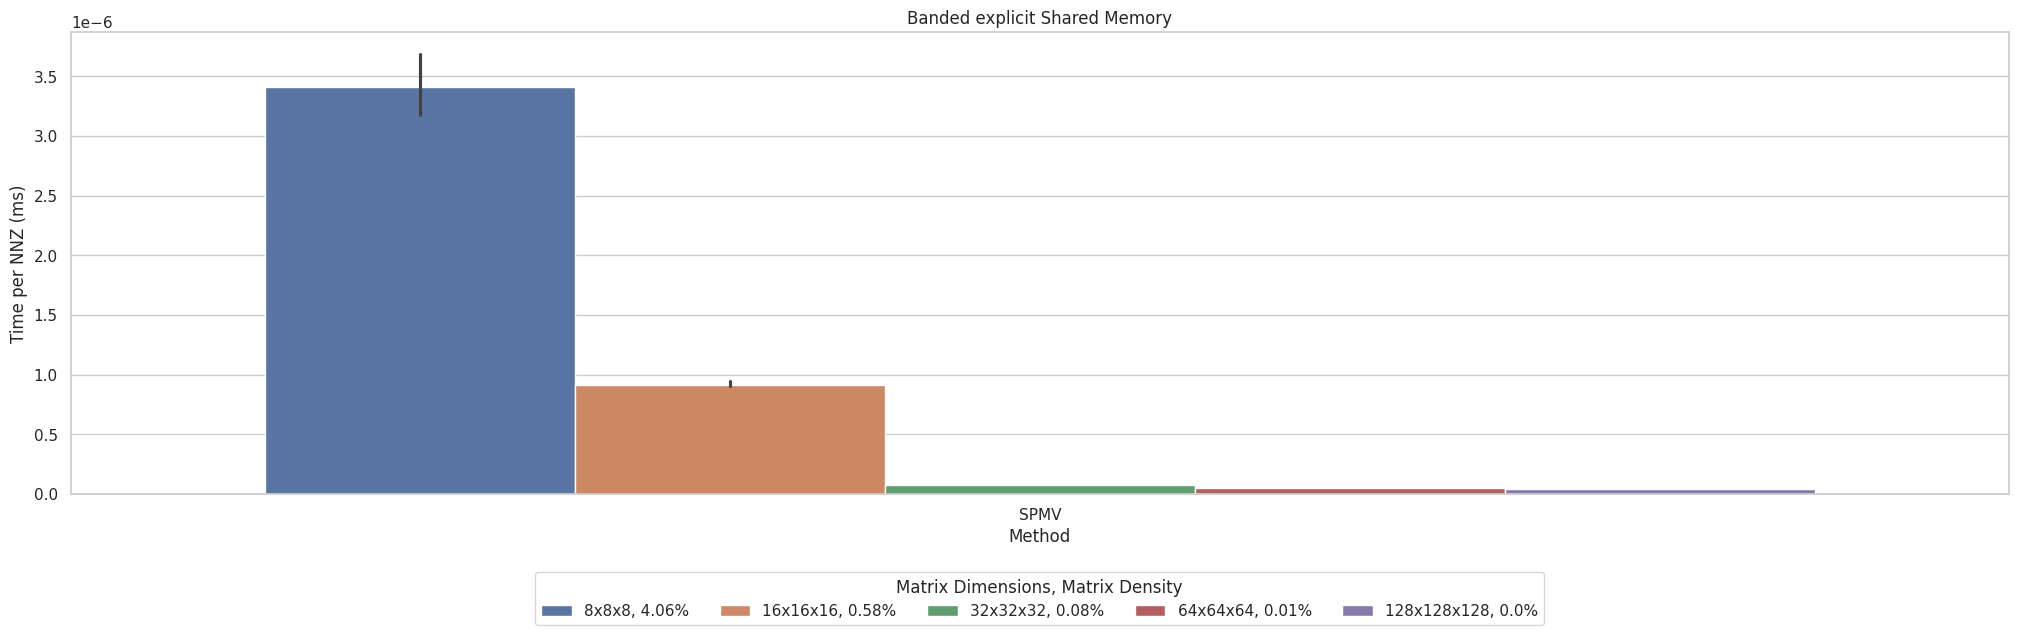 Banded explicit Shared Memory
1e−6
3.5
3.0
2.5
2.0
1.5
1.0
0.5
0.0
Time per NNZ (ms)
SPMV
Method
Matrix Dimensions, Matrix Density
8x8x8, 4.06%
16x16x16, 0.58%
32x32x32, 0.08%
64x64x64, 0.01%
128x128x128, 0.0%